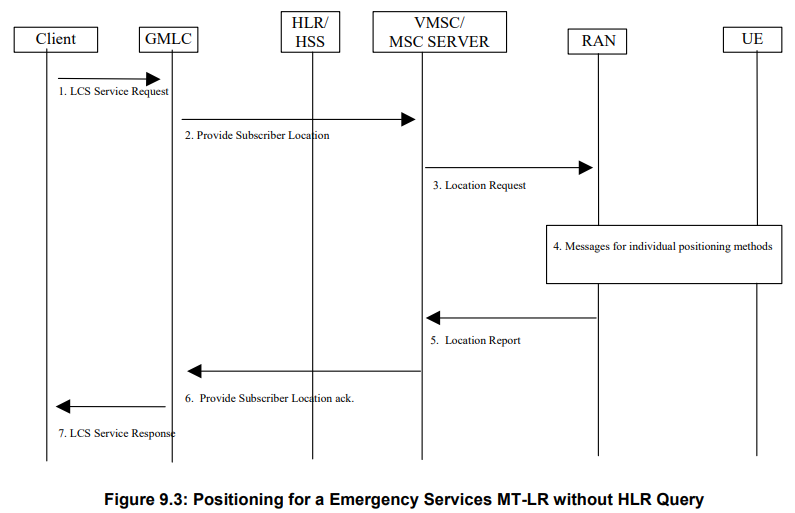 Client
GMLC
HLR/
HSS
VMSC/
MSC SERVER
RAN
UE
1. LCS Service Request
2. Provide Subscriber Location
3. Location Request
4. Messages for individual positioning methods
5. Location Report
6. Provide Subscriber Location ack.
7. LCS Service Response
Figure 9.3: Positioning for a Emergency Services MT-LR without HLR Query